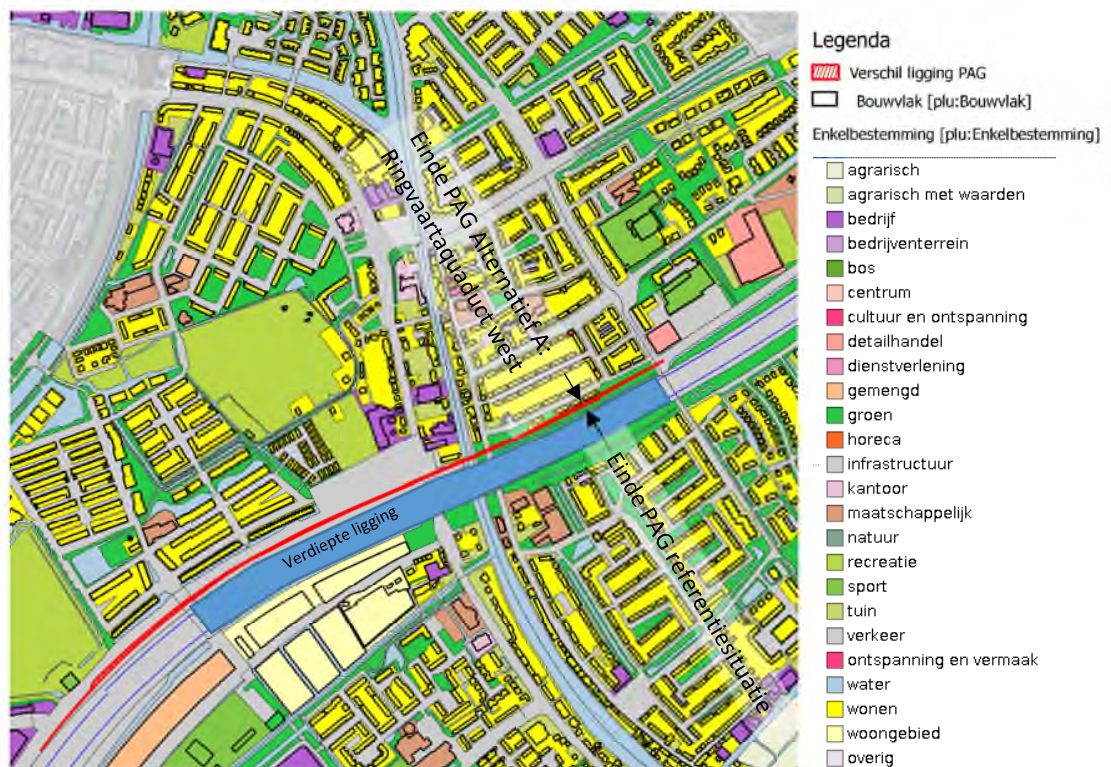 Einde PAG Alternatief A:
Ringvaartaquaduct west
Verdiepte ligging
Einde PAG referentiesituatie
Legenda
Verschil ligging PAG
Bouwvlak [plu:Bouwvlak]
Enkelbestemming [plu:Enkelbestemming]
agrarisch
agrarisch met waarden
bedrijf
bedrijventerrein
bos
centrum
cultuur en ontspanning
detailhandel
dienstverlening
gemengd
groen
horeca
infrastructuur
kantoor
maatschappelijk
natuur
recreatie
sport
tuin
verkeer
ontspanning en vermaak
water
wonen
woongebied
overig